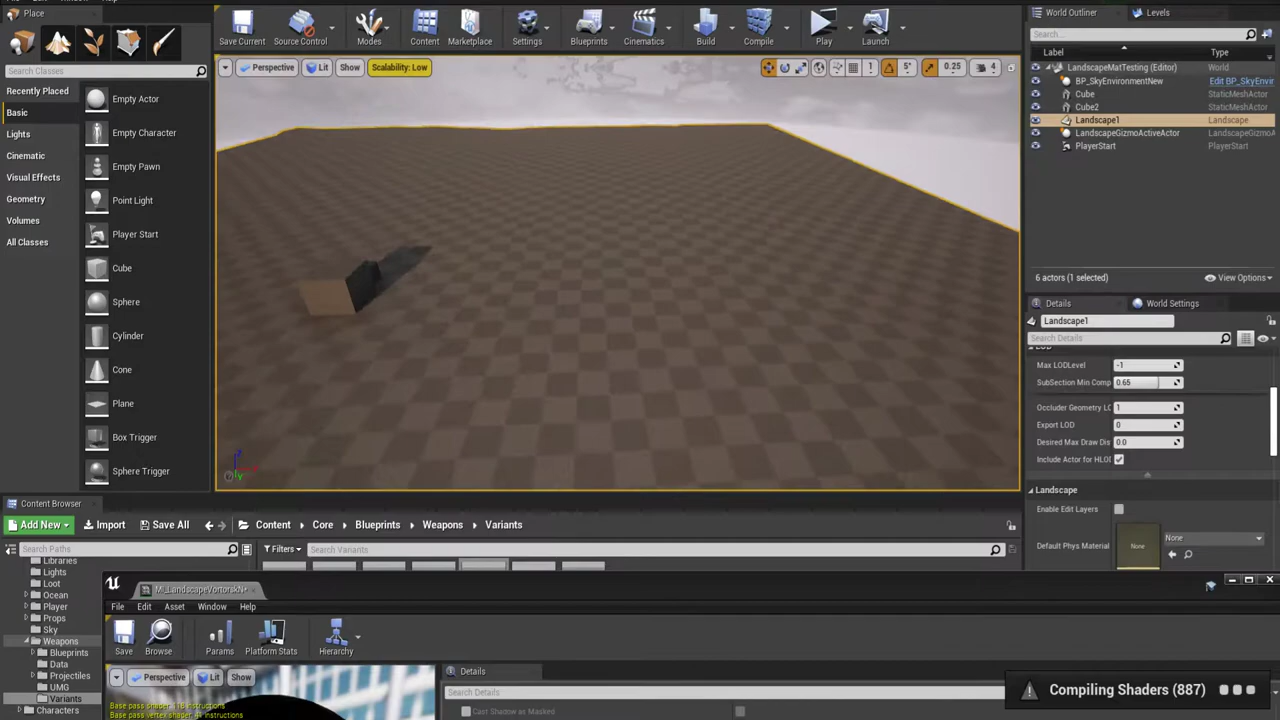 Place
Save Current
Source Control
Modes
Content
Marketplace
Settings
Blueprints
Cinematics
Build
Compile
Play
Launch
World Outliner
Levels
Search Classes
Recently Placed
Basic
Lights
Cinematic
Visual Effects
Geometry
Volumes
All Classes
Empty Actor
Empty Character
Empty Pawn
Point Light
Player Start
Cube
Sphere
Cylinder
Cone
Plane
Box Trigger
Sphere Trigger
Perspective
Lit
Show
Scalability: Low
1
5°
0.25
4
Search...
Label
Type
LandscapeMatTesting (Editor)
World
BP_SkyEnvironmentNew
Edit BP_SkyEnvir
Cube
StaticMeshActor
Cube2
StaticMeshActor
Landscape1
Landscape
LandscapeGizmoActiveActor
LandscapeGizmoA
PlayerStart
PlayerStart
6 actors (1 selected)
View Options
Details
World Settings
Landscape1
Search Details
Max LODLevel
-1
SubSection Min Comp
0.65
Occluder Geometry LO
1
Export LOD
0
Desired Max Draw Dis
0.0
Include Actor for HLO
Landscape
Enable Edit Layers
Default Phys Material
None
None
Content Browser
Add New
Import
Save All
Content
Core
Blueprints
Weapons
Variants
Search Paths
Filters
Search Variants
Libraries
Lights
Loot
Ocean
Player
Props
Sky
Weapons
Blueprints
Data
Projectiles
UMG
Variants
Characters
File
Edit
Asset
Window
Help
Save
Browse
Params
Platform Stats
Hierarchy
Perspective
Lit
Show
Details
Search Details
Cast Shadow as Masked
Compiling Shaders (887)